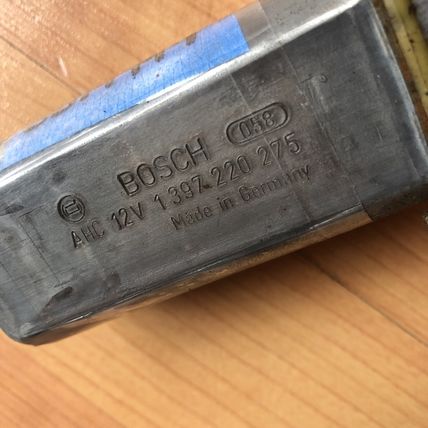 BOSCH 058
AHC 12V 1 397 220 275
Made in Germany